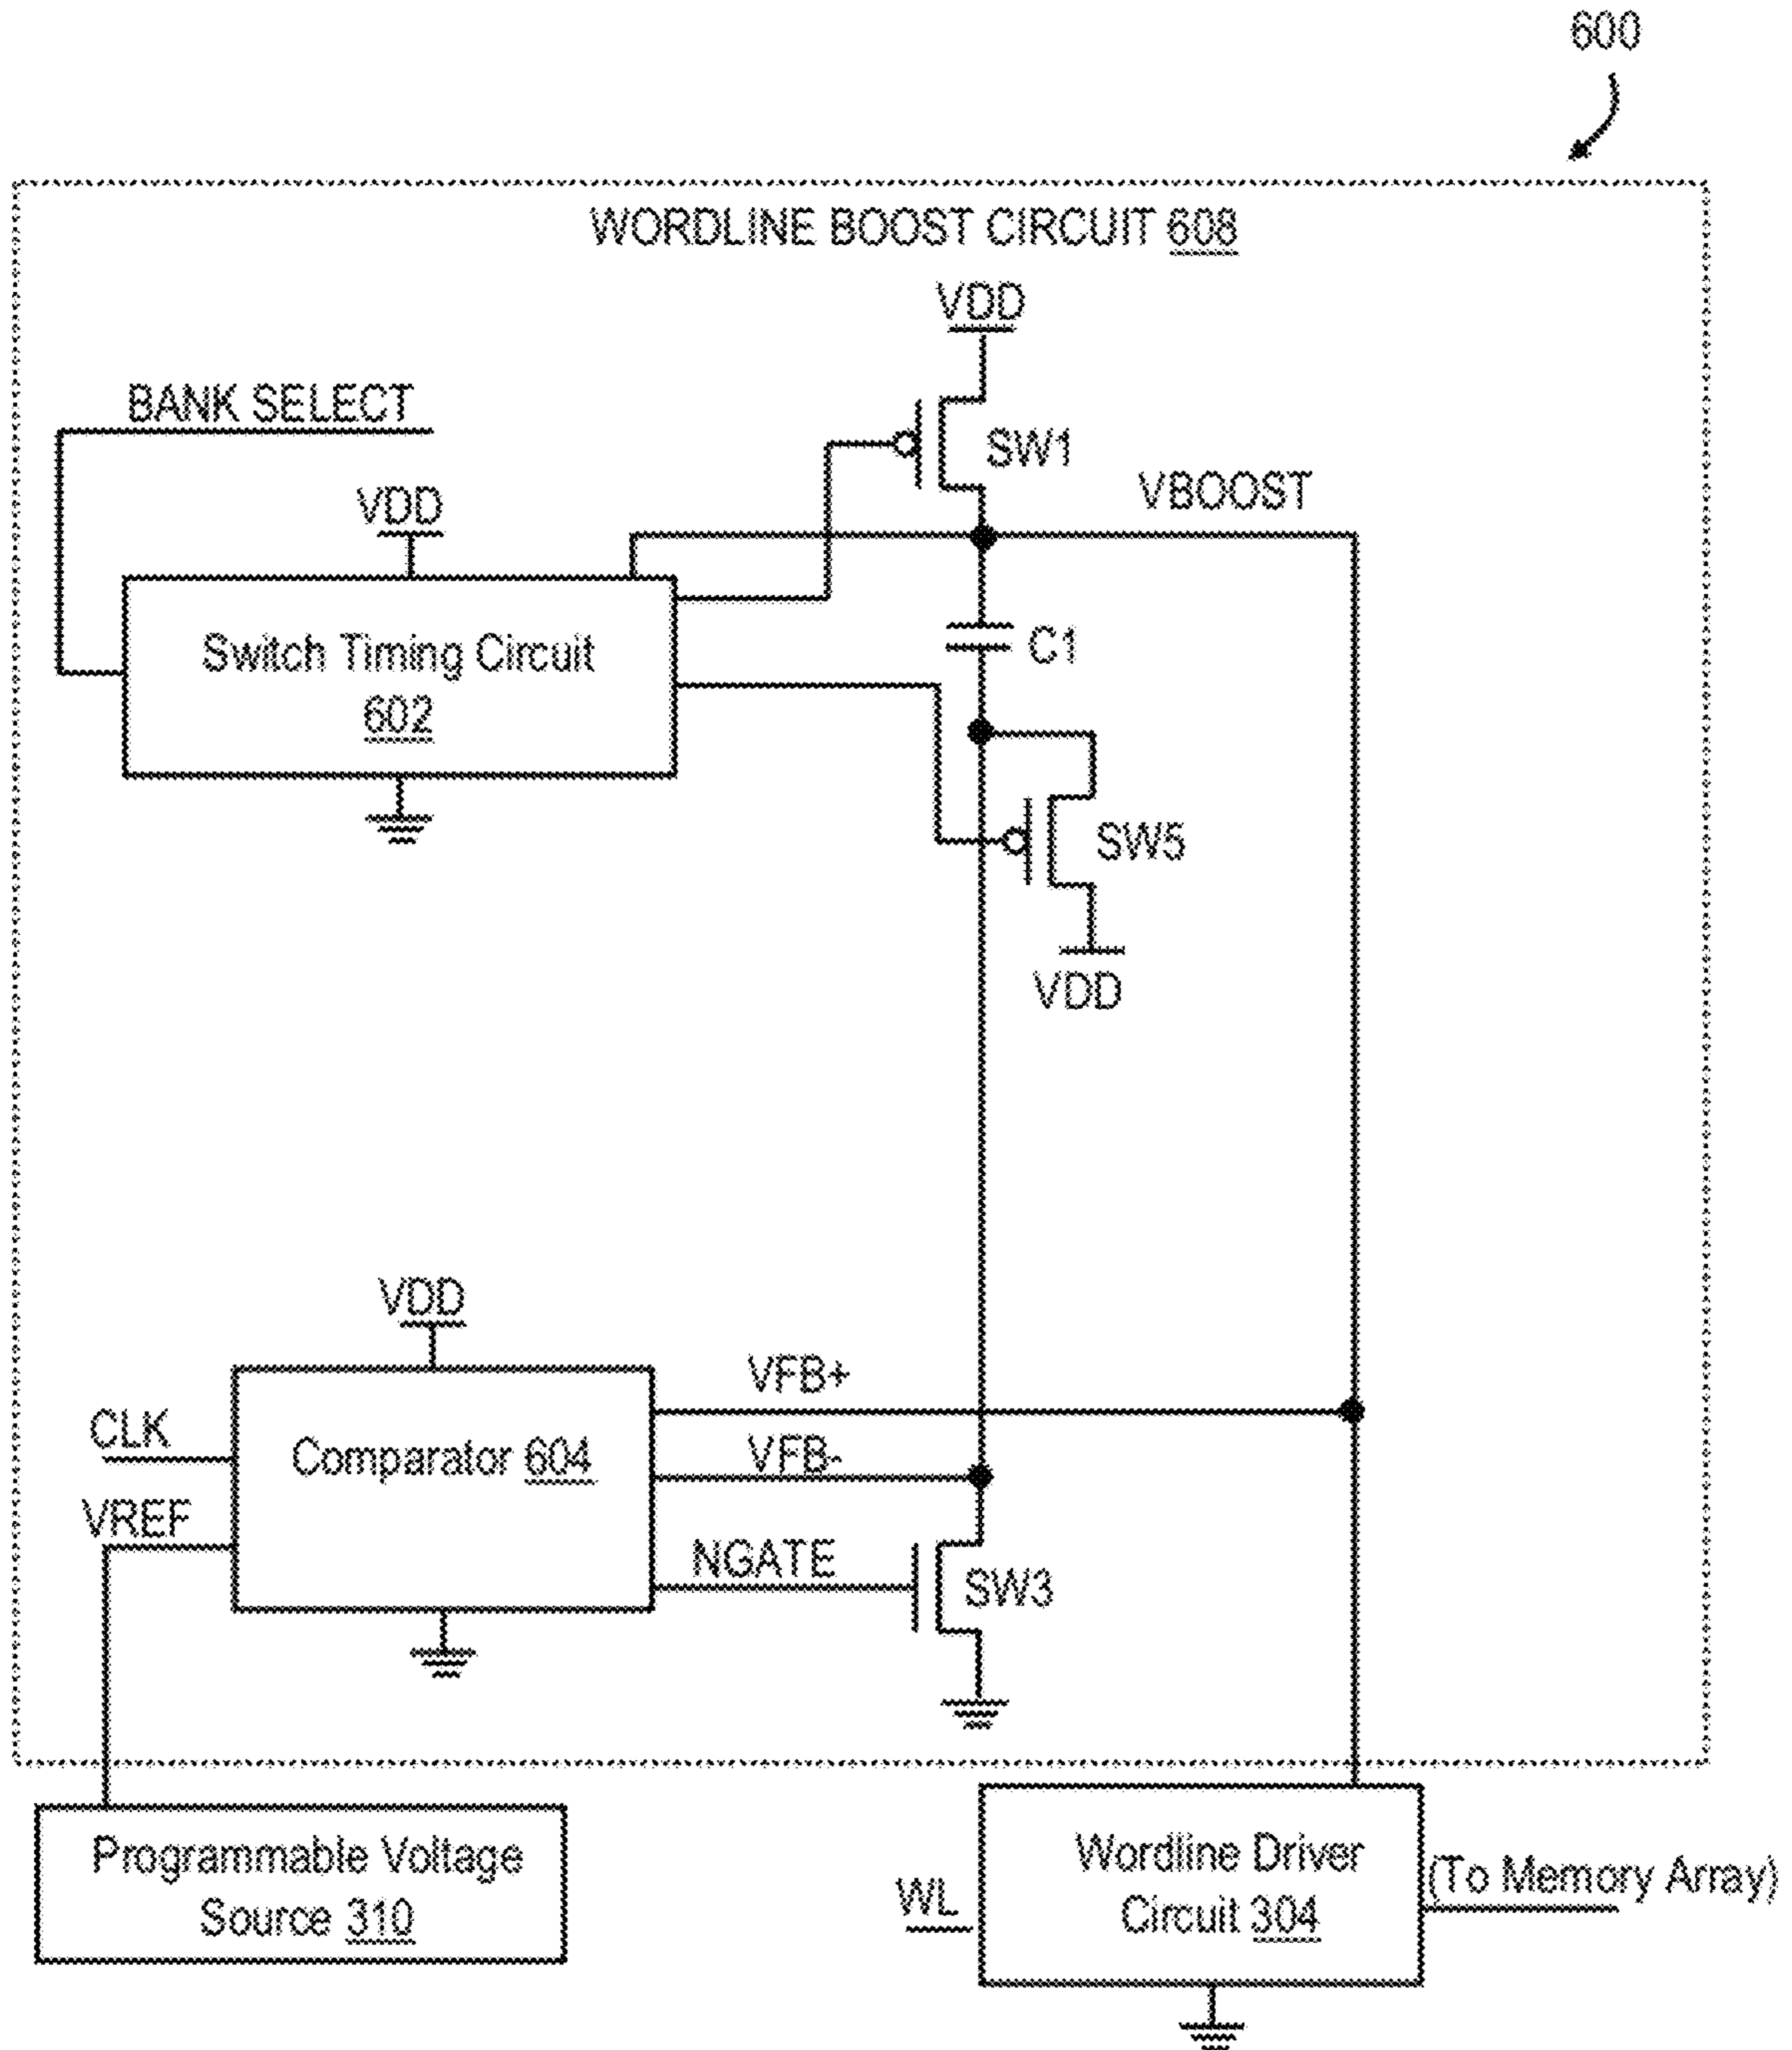 600
WORDLINE BOOST CIRCUIT 608
VDD
BANK SELECT
SW1
VDD
VBOOST
Switch Timing Circuit
602
C1
SW5
VDD
VDD
VFB+
CLK
Comparator 604
VFB-
VREF
NGATE
SW3
Programmable Voltage
Source 310
Wordline Driver
Circuit 304
WL
(To Memory Array)